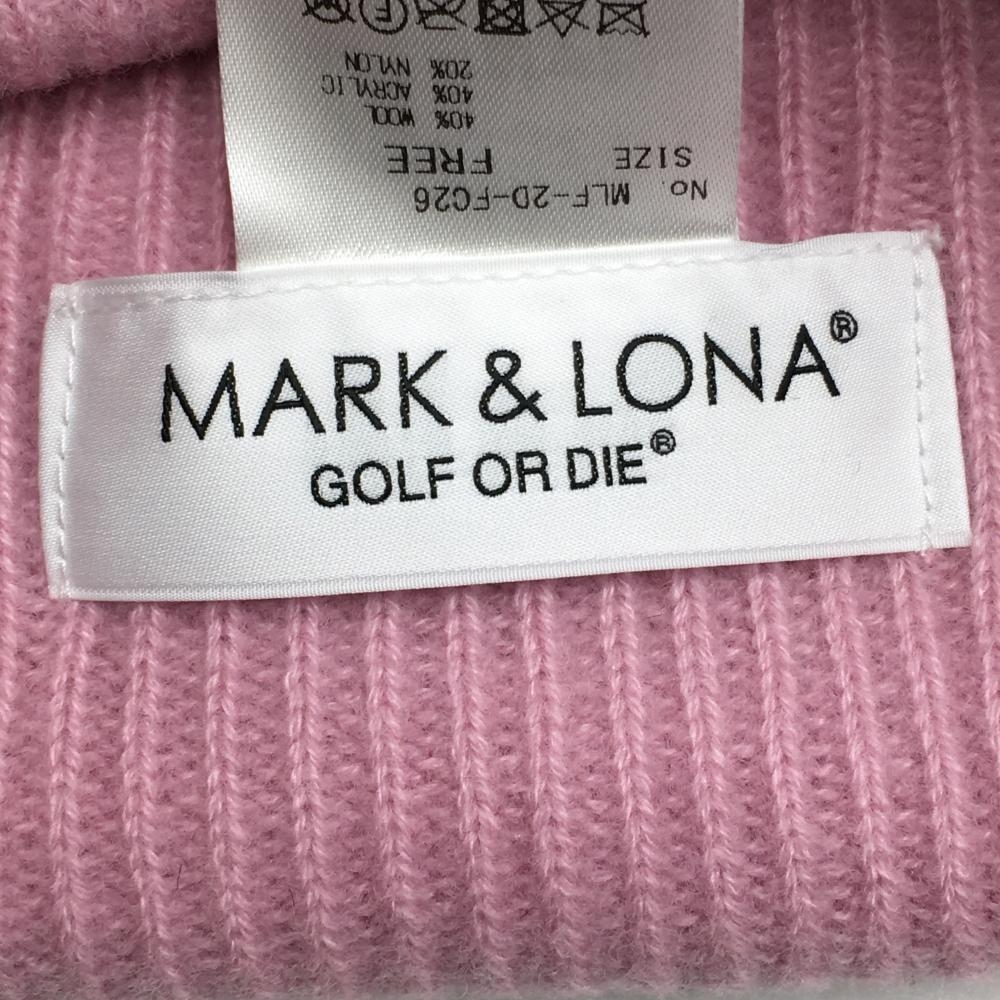 MARK & LONA®
GOLF OR DIE®
No. MLF-2D-FC26
SIZE FREE
40% WOOL
40% ACRYLIC
20% NYLON
F